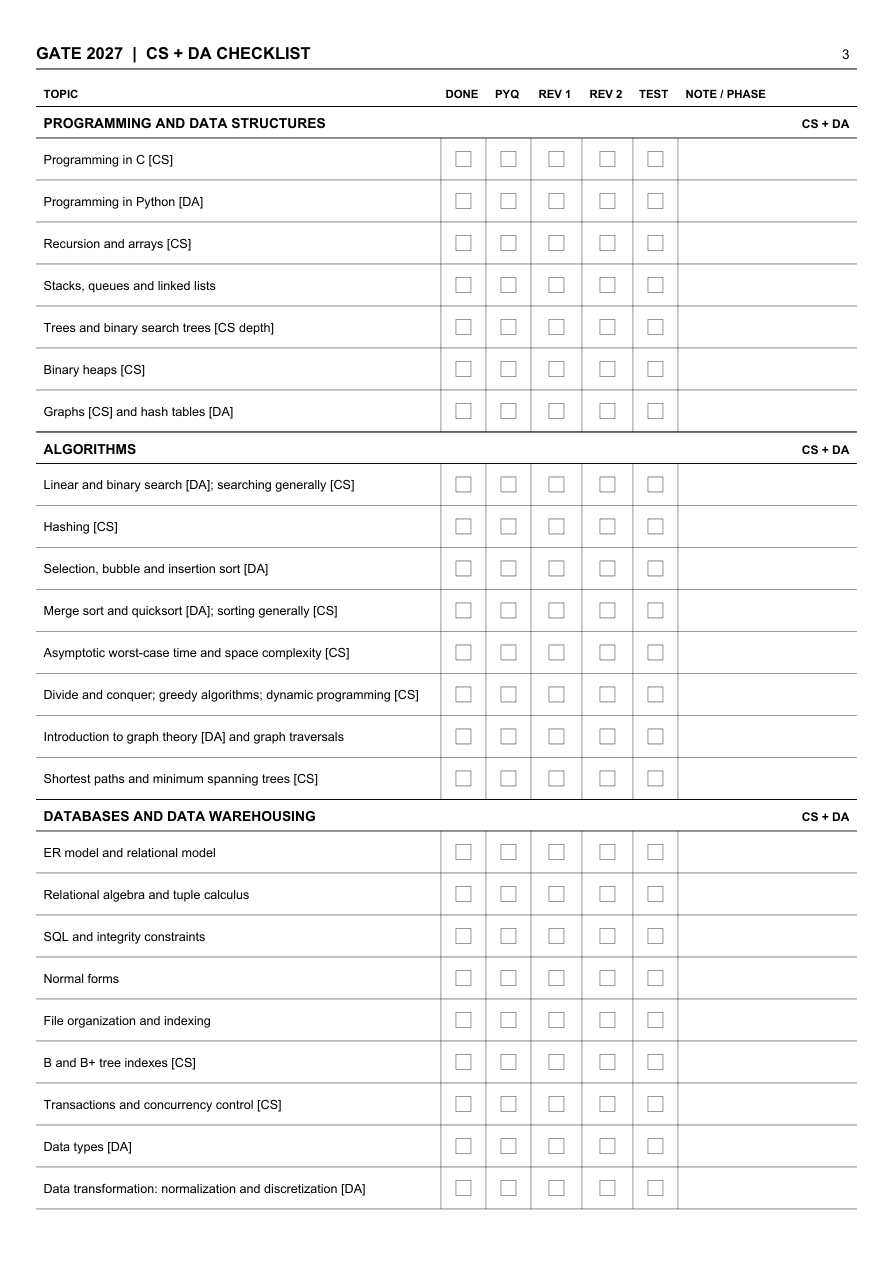 GATE 2027 | CS + DA CHECKLIST 3
TOPIC DONE PYQ REV 1 REV 2 TEST NOTE / PHASE
PROGRAMMING AND DATA STRUCTURES CS + DA
Programming in C [CS]
Programming in Python [DA]
Recursion and arrays [CS]
Stacks, queues and linked lists
Trees and binary search trees [CS depth]
Binary heaps [CS]
Graphs [CS] and hash tables [DA]
ALGORITHMS CS + DA
Linear and binary search [DA]; searching generally [CS]
Hashing [CS]
Selection, bubble and insertion sort [DA]
Merge sort and quicksort [DA]; sorting generally [CS]
Asymptotic worst-case time and space complexity [CS]
Divide and conquer; greedy algorithms; dynamic programming [CS]
Introduction to graph theory [DA] and graph traversals
Shortest paths and minimum spanning trees [CS]
DATABASES AND DATA WAREHOUSING CS + DA
ER model and relational model
Relational algebra and tuple calculus
SQL and integrity constraints
Normal forms
File organization and indexing
B and B+ tree indexes [CS]
Transactions and concurrency control [CS]
Data types [DA]
Data transformation: normalization and discretization [DA]